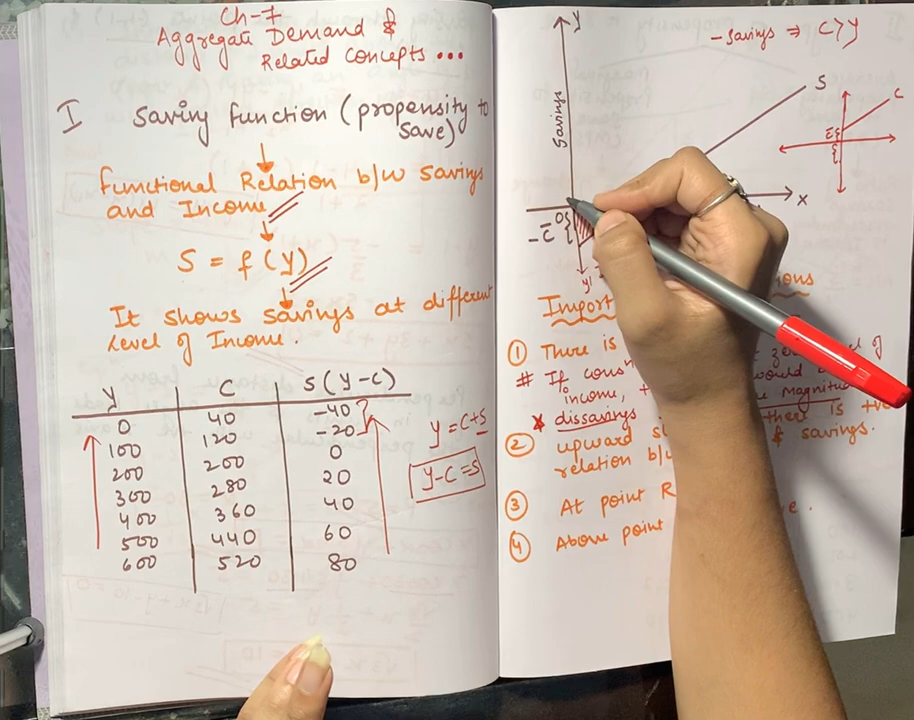 Ch-7
Aggregate Demand &
Related Concepts ...
I Saving function (propensity to
save)
functional Relation b/w savings
and Income
S = f (Y)
It shows savings at different
level of Income.
Y C S (Y-C)
0 40 -40
100 120 -20
200 200 0
300 280 20
400 360 40
500 440 60
600 520 80
Y = C+S
Y-C=S
Y
-savings ⇒ C>Y
Savings
S
C
C̄
X
O
-C̄
Y'
① There is
# If
income,
* dissavings there is +ve
② upward & savings.
relation b/w
③ At point R
④ Above point